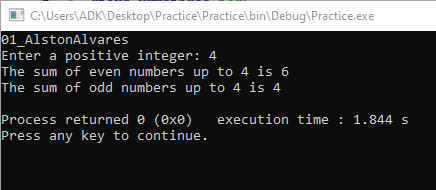 C:\Users\ADK\Desktop\Practice\Practice\bin\Debug\Practice.exe
01_AlstonAlvares
Enter a positive integer: 4
The sum of even numbers up to 4 is 6
The sum of odd numbers up to 4 is 4
Process returned 0 (0x0)   execution time : 1.844 s
Press any key to continue.